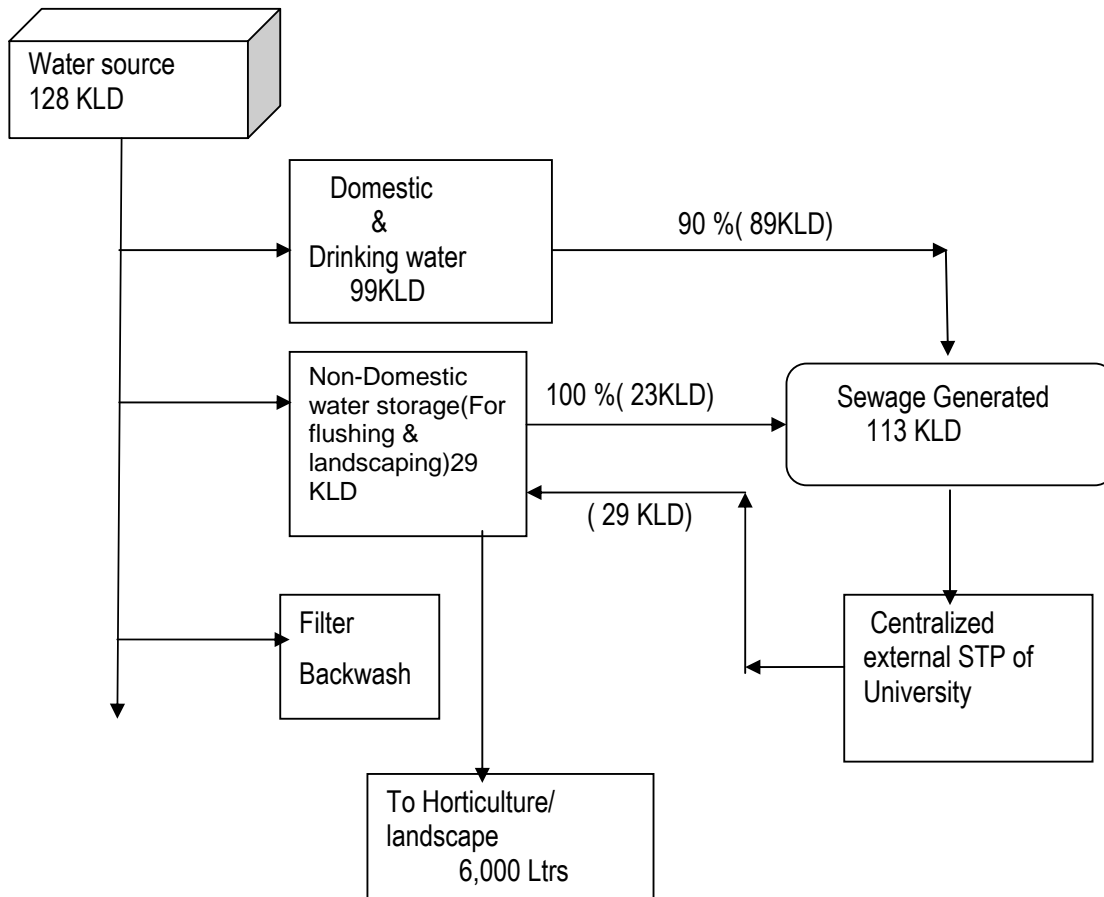 Water source
128 KLD
Domestic
&
Drinking water
99KLD
90 %( 89KLD)
Non-Domestic
water storage(For
flushing &
landscaping)29
KLD
100 %( 23KLD)
Sewage Generated
113 KLD
( 29 KLD)
Filter
Backwash
Centralized
external STP of
University
To Horticulture/
landscape
6,000 Ltrs